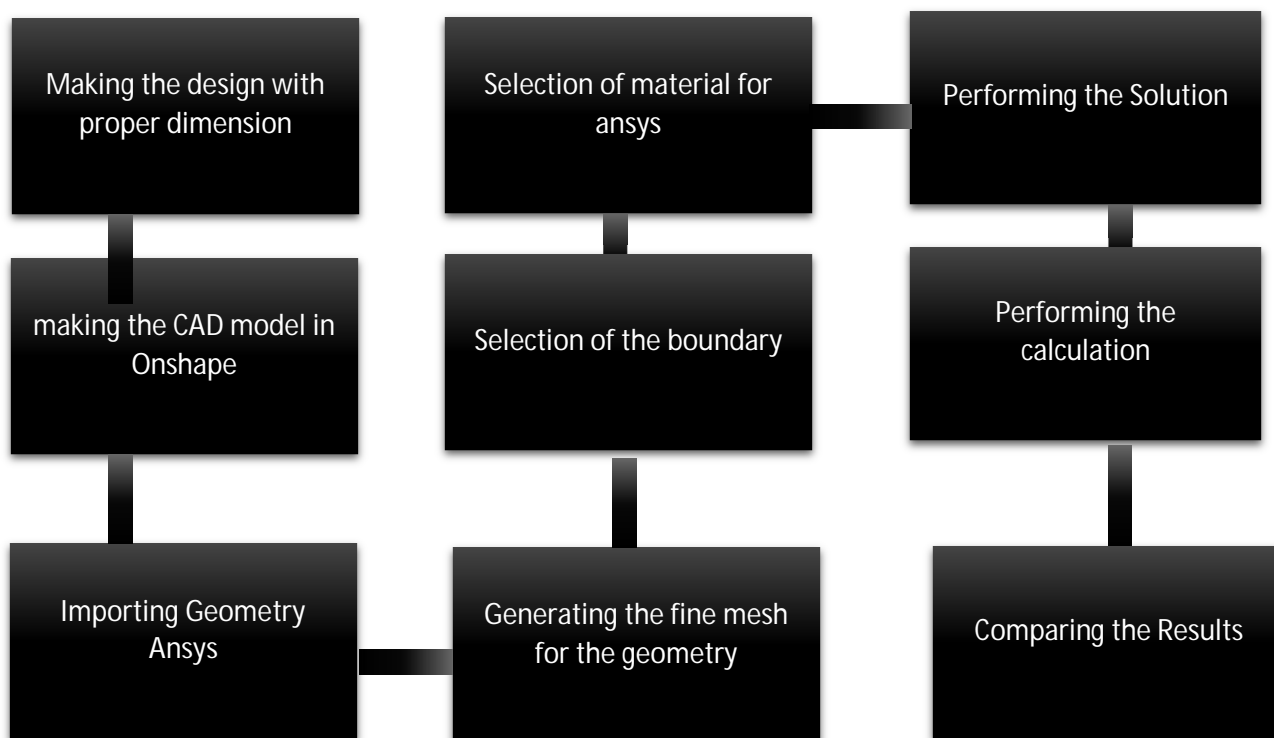 Making the design with
proper dimension
making the CAD model in
Onshape
Importing Geometry
Ansys
Generating the fine mesh
for the geometry
Selection of the boundary
Selection of material for
ansys
Performing the Solution
Performing the
calculation
Comparing the Results